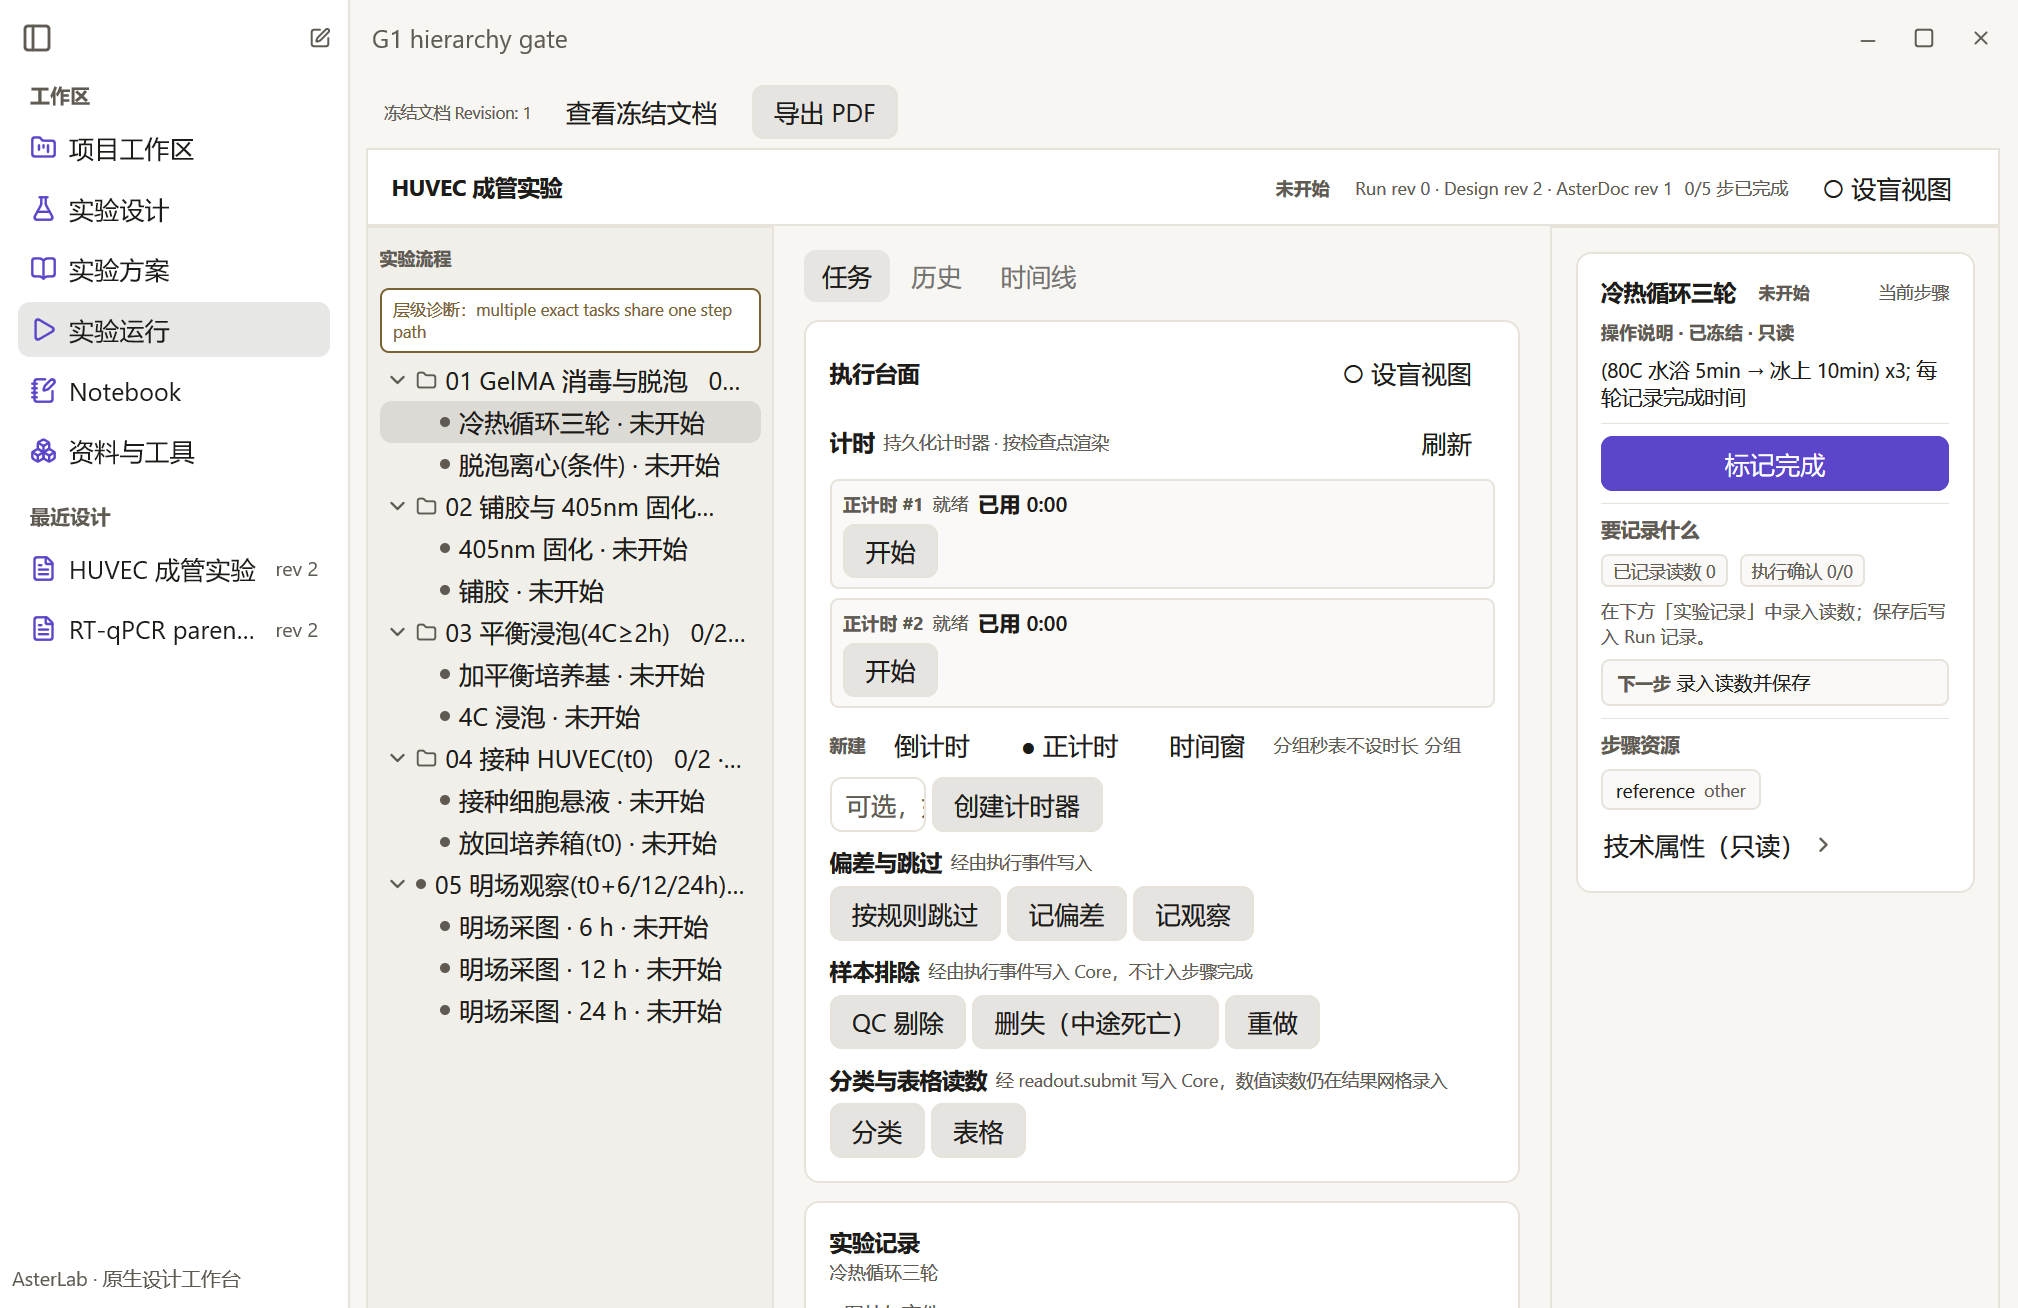 工作区
项目工作区
实验设计
实验方案
实验运行
Notebook
资料与工具
最近设计
HUVEC 成管实验 rev 2
RT-qPCR paren... rev 2
AsterLab · 原生设计工作台
G1 hierarchy gate
冻结文档 Revision: 1 查看冻结文档 导出 PDF
HUVEC 成管实验 未开始 Run rev 0 · Design rev 2 · AsterDoc rev 1 0/5 步已完成 设盲视图
实验流程
层级诊断：multiple exact tasks share one step
path
01 GelMA 消毒与脱泡 0...
冷热循环三轮 · 未开始
脱泡离心(条件) · 未开始
02 铺胶与 405nm 固化...
405nm 固化 · 未开始
铺胶 · 未开始
03 平衡浸泡(4C≥2h) 0/2...
加平衡培养基 · 未开始
4C 浸泡 · 未开始
04 接种 HUVEC(t0) 0/2 ·...
接种细胞悬液 · 未开始
放回培养箱(t0) · 未开始
05 明场观察(t0+6/12/24h)...
明场采图 · 6 h · 未开始
明场采图 · 12 h · 未开始
明场采图 · 24 h · 未开始
任务 历史 时间线
执行台面 设盲视图
计时 持久化计时器 · 按检查点渲染 刷新
正计时 #1 就绪 已用 0:00
开始
正计时 #2 就绪 已用 0:00
开始
新建 倒计时 ● 正计时 时间窗 分组秒表不设时长 分组
可选， 创建计时器
偏差与跳过 经由执行事件写入
按规则跳过 记偏差 记观察
样本排除 经由执行事件写入 Core，不计入步骤完成
QC 剔除 删失（中途死亡） 重做
分类与表格读数 经 readout.submit 写入 Core，数值读数仍在结果网格录入
分类 表格
实验记录
冷热循环三轮
冷热循环三轮 未开始 当前步骤
操作说明 · 已冻结 · 只读
(80C 水浴 5min → 冰上 10min) x3; 每
轮记录完成时间
标记完成
要记录什么
已记录读数 0 执行确认 0/0
在下方「实验记录」中录入读数；保存后写
入 Run 记录。
下一步 录入读数并保存
步骤资源
reference other
技术属性（只读）